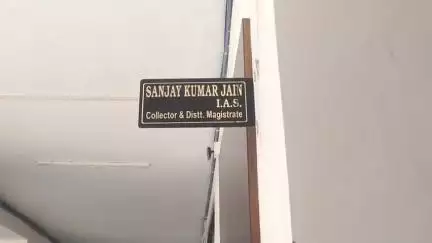 SANJAY KUMAR JAIN
I.A.S.
Collector & Distt. Magistrate